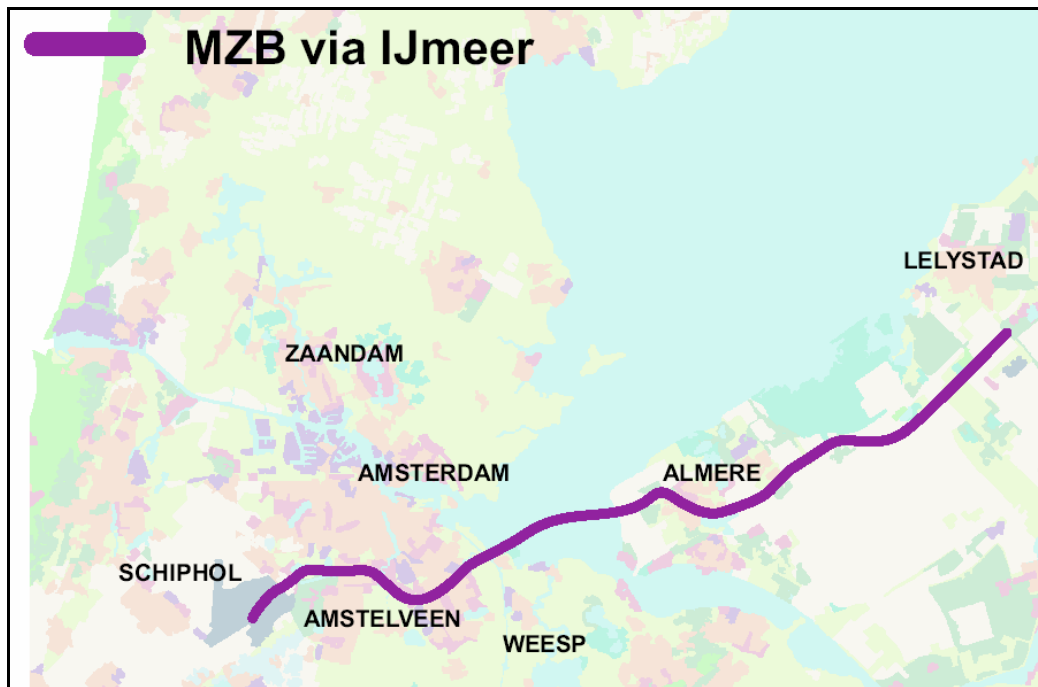 MZB via IJmeer
LELYSTAD
ZAANDAM
AMSTERDAM
ALMERE
SCHIPHOL
AMSTELVEEN
WEESP